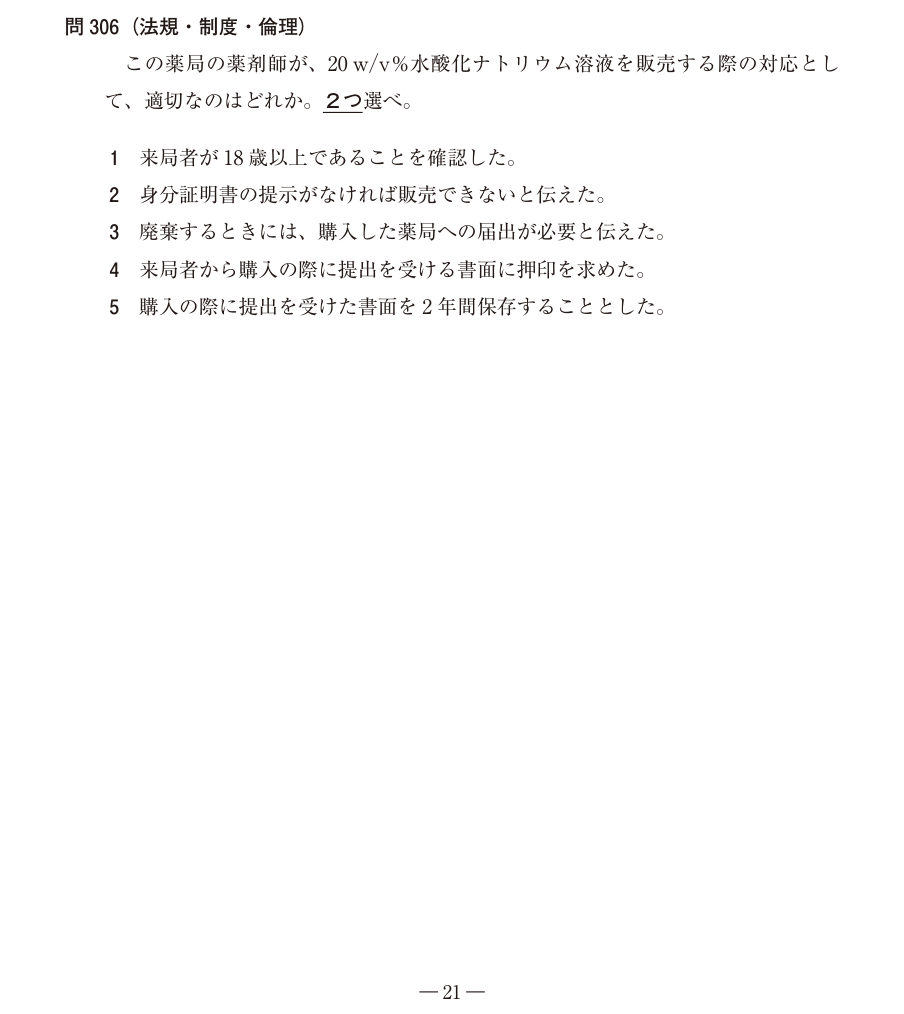 問 306（法規・制度・倫理）
この薬局の薬剤師が、20 w/v％水酸化ナトリウム溶液を販売する際の対応とし
て、適切なのはどれか。２つ選べ。
1 来局者が 18 歳以上であることを確認した。
2 身分証明書の提示がなければ販売できないと伝えた。
3 廃棄するときには、購入した薬局への届出が必要と伝えた。
4 来局者から購入の際に提出を受ける書面に押印を求めた。
5 購入の際に提出を受けた書面を 2 年間保存することとした。
― 21 ―